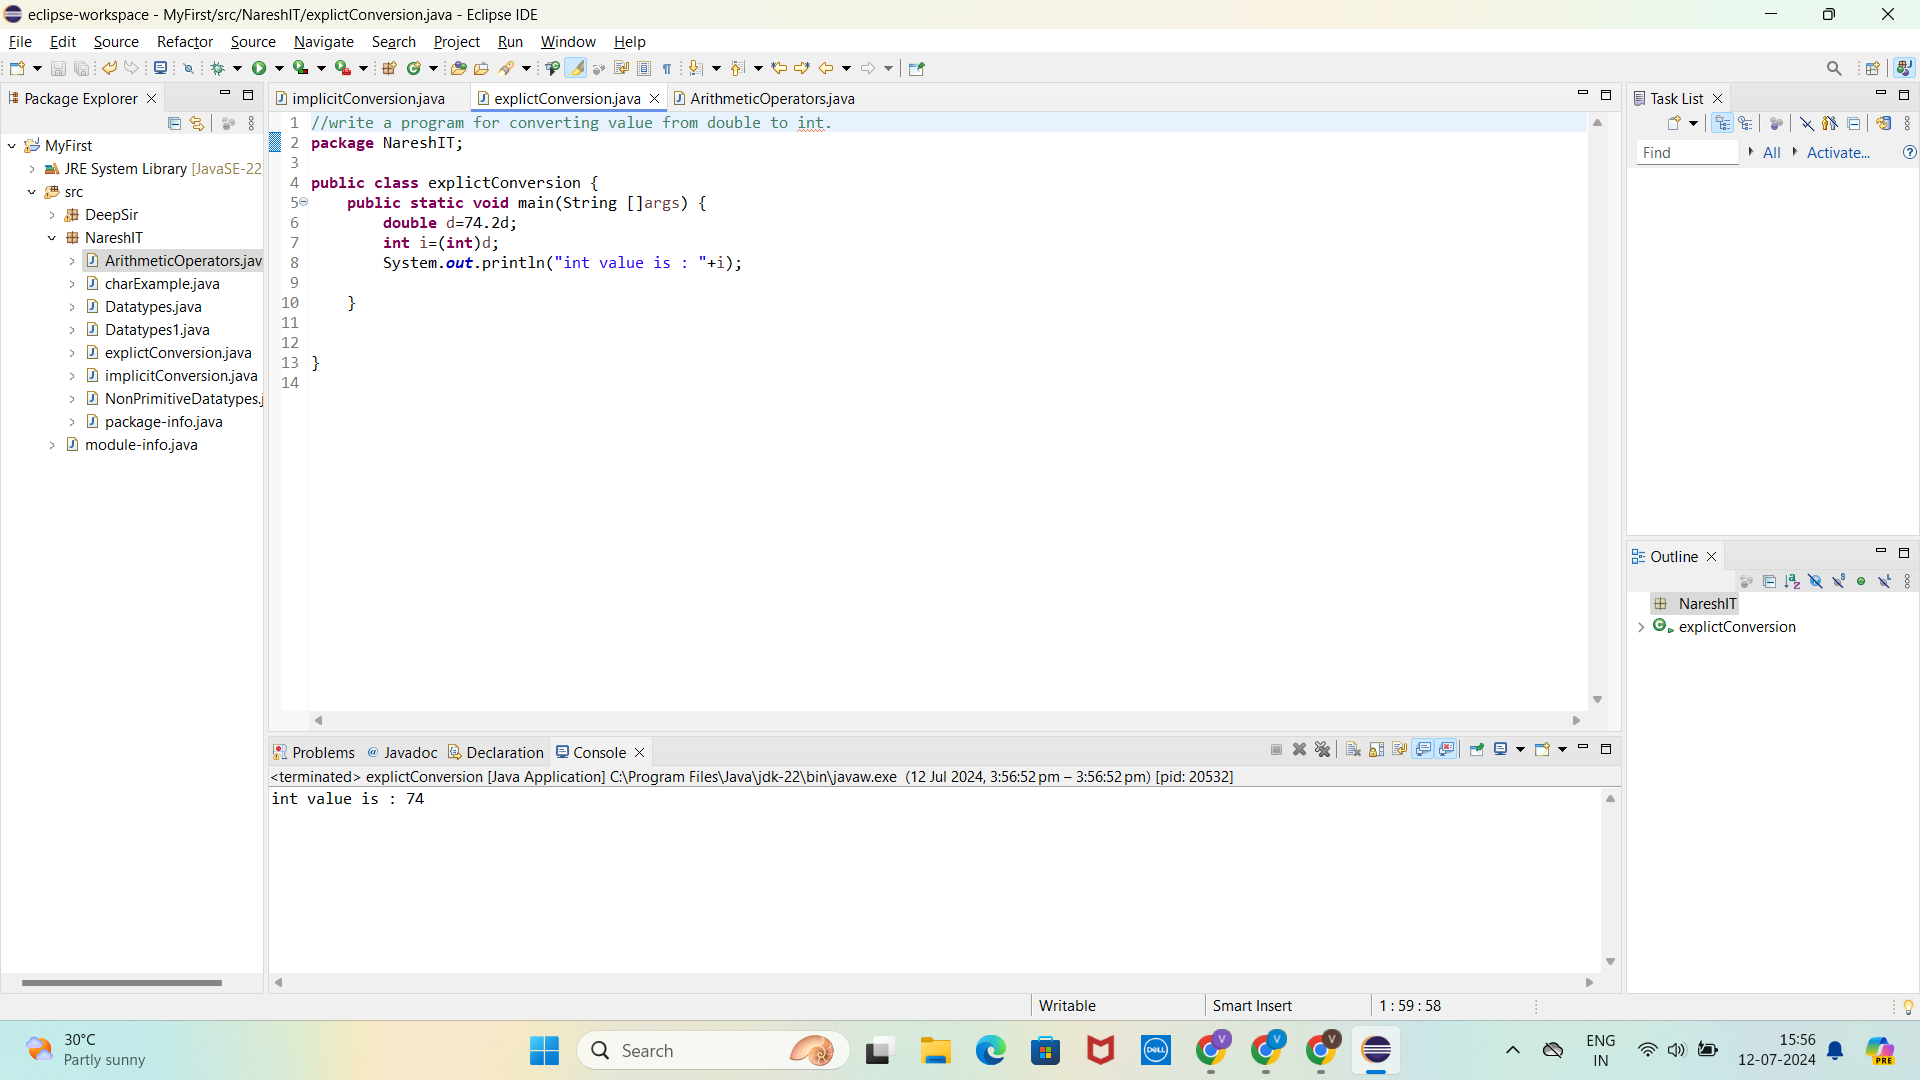 eclipse-workspace - MyFirst/src/NareshIT/explictConversion.java - Eclipse IDE
File Edit Source Refactor Source Navigate Search Project Run Window Help
Package Explorer
MyFirst
JRE System Library [JavaSE-22
src
DeepSir
NareshIT
ArithmeticOperators.jav
charExample.java
Datatypes.java
Datatypes1.java
explictConversion.java
implicitConversion.java
NonPrimitiveDatatypes.j
package-info.java
module-info.java
implicitConversion.java explictConversion.java ArithmeticOperators.java
1 //write a program for converting value from double to int.
2 package NareshIT;
3
4 public class explictConversion {
5 public static void main(String []args) {
6 double d=74.2d;
7 int i=(int)d;
8 System.out.println("int value is : "+i);
9
10 }
11
12
13 }
14
Task List
Find All Activate...
Outline
NareshIT
explictConversion
Problems @ Javadoc Declaration Console
<terminated> explictConversion [Java Application] C:\Program Files\Java\jdk-22\bin\javaw.exe (12 Jul 2024, 3:56:52 pm – 3:56:52 pm) [pid: 20532]
int value is : 74
Writable Smart Insert 1 : 59 : 58
30°C
Partly sunny
Search
DELL
V
V
V
ENG
IN
15:56
12-07-2024
PRE